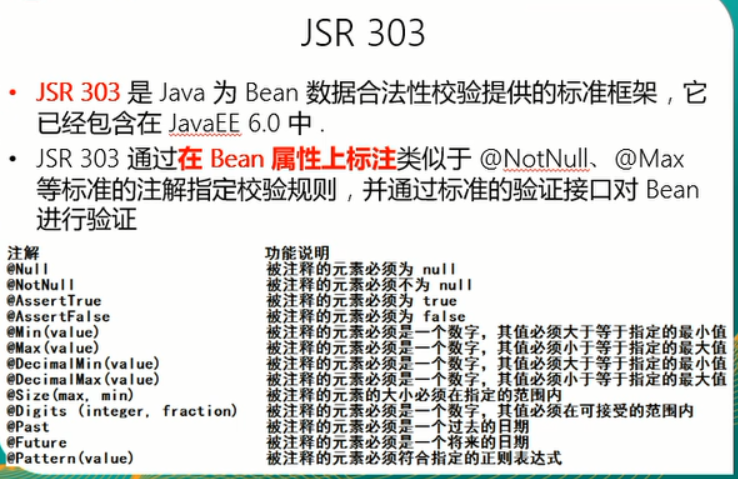 JSR 303
• JSR 303 是 Java 为 Bean 数据合法性校验提供的标准框架，它
已经包含在 JavaEE 6.0 中 .
• JSR 303 通过在 Bean 属性上标注类似于 @NotNull、@Max
等标准的注解指定校验规则，并通过标准的验证接口对 Bean
进行验证
注解 功能说明
@Null 被注释的元素必须为 null
@NotNull 被注释的元素必须不为 null
@AssertTrue 被注释的元素必须为 true
@AssertFalse 被注释的元素必须为 false
@Min(value) 被注释的元素必须是一个数字，其值必须大于等于指定的最小值
@Max(value) 被注释的元素必须是一个数字，其值必须小于等于指定的最大值
@DecimalMin(value) 被注释的元素必须是一个数字，其值必须大于等于指定的最小值
@DecimalMax(value) 被注释的元素必须是一个数字，其值必须小于等于指定的最大值
@Size(max, min) 被注释的元素的大小必须在指定的范围内
@Digits (integer, fraction) 被注释的元素必须是一个数字，其值必须在可接受的范围内
@Past 被注释的元素必须是一个过去的日期
@Future 被注释的元素必须是一个将来的日期
@Pattern(value) 被注释的元素必须符合指定的正则表达式